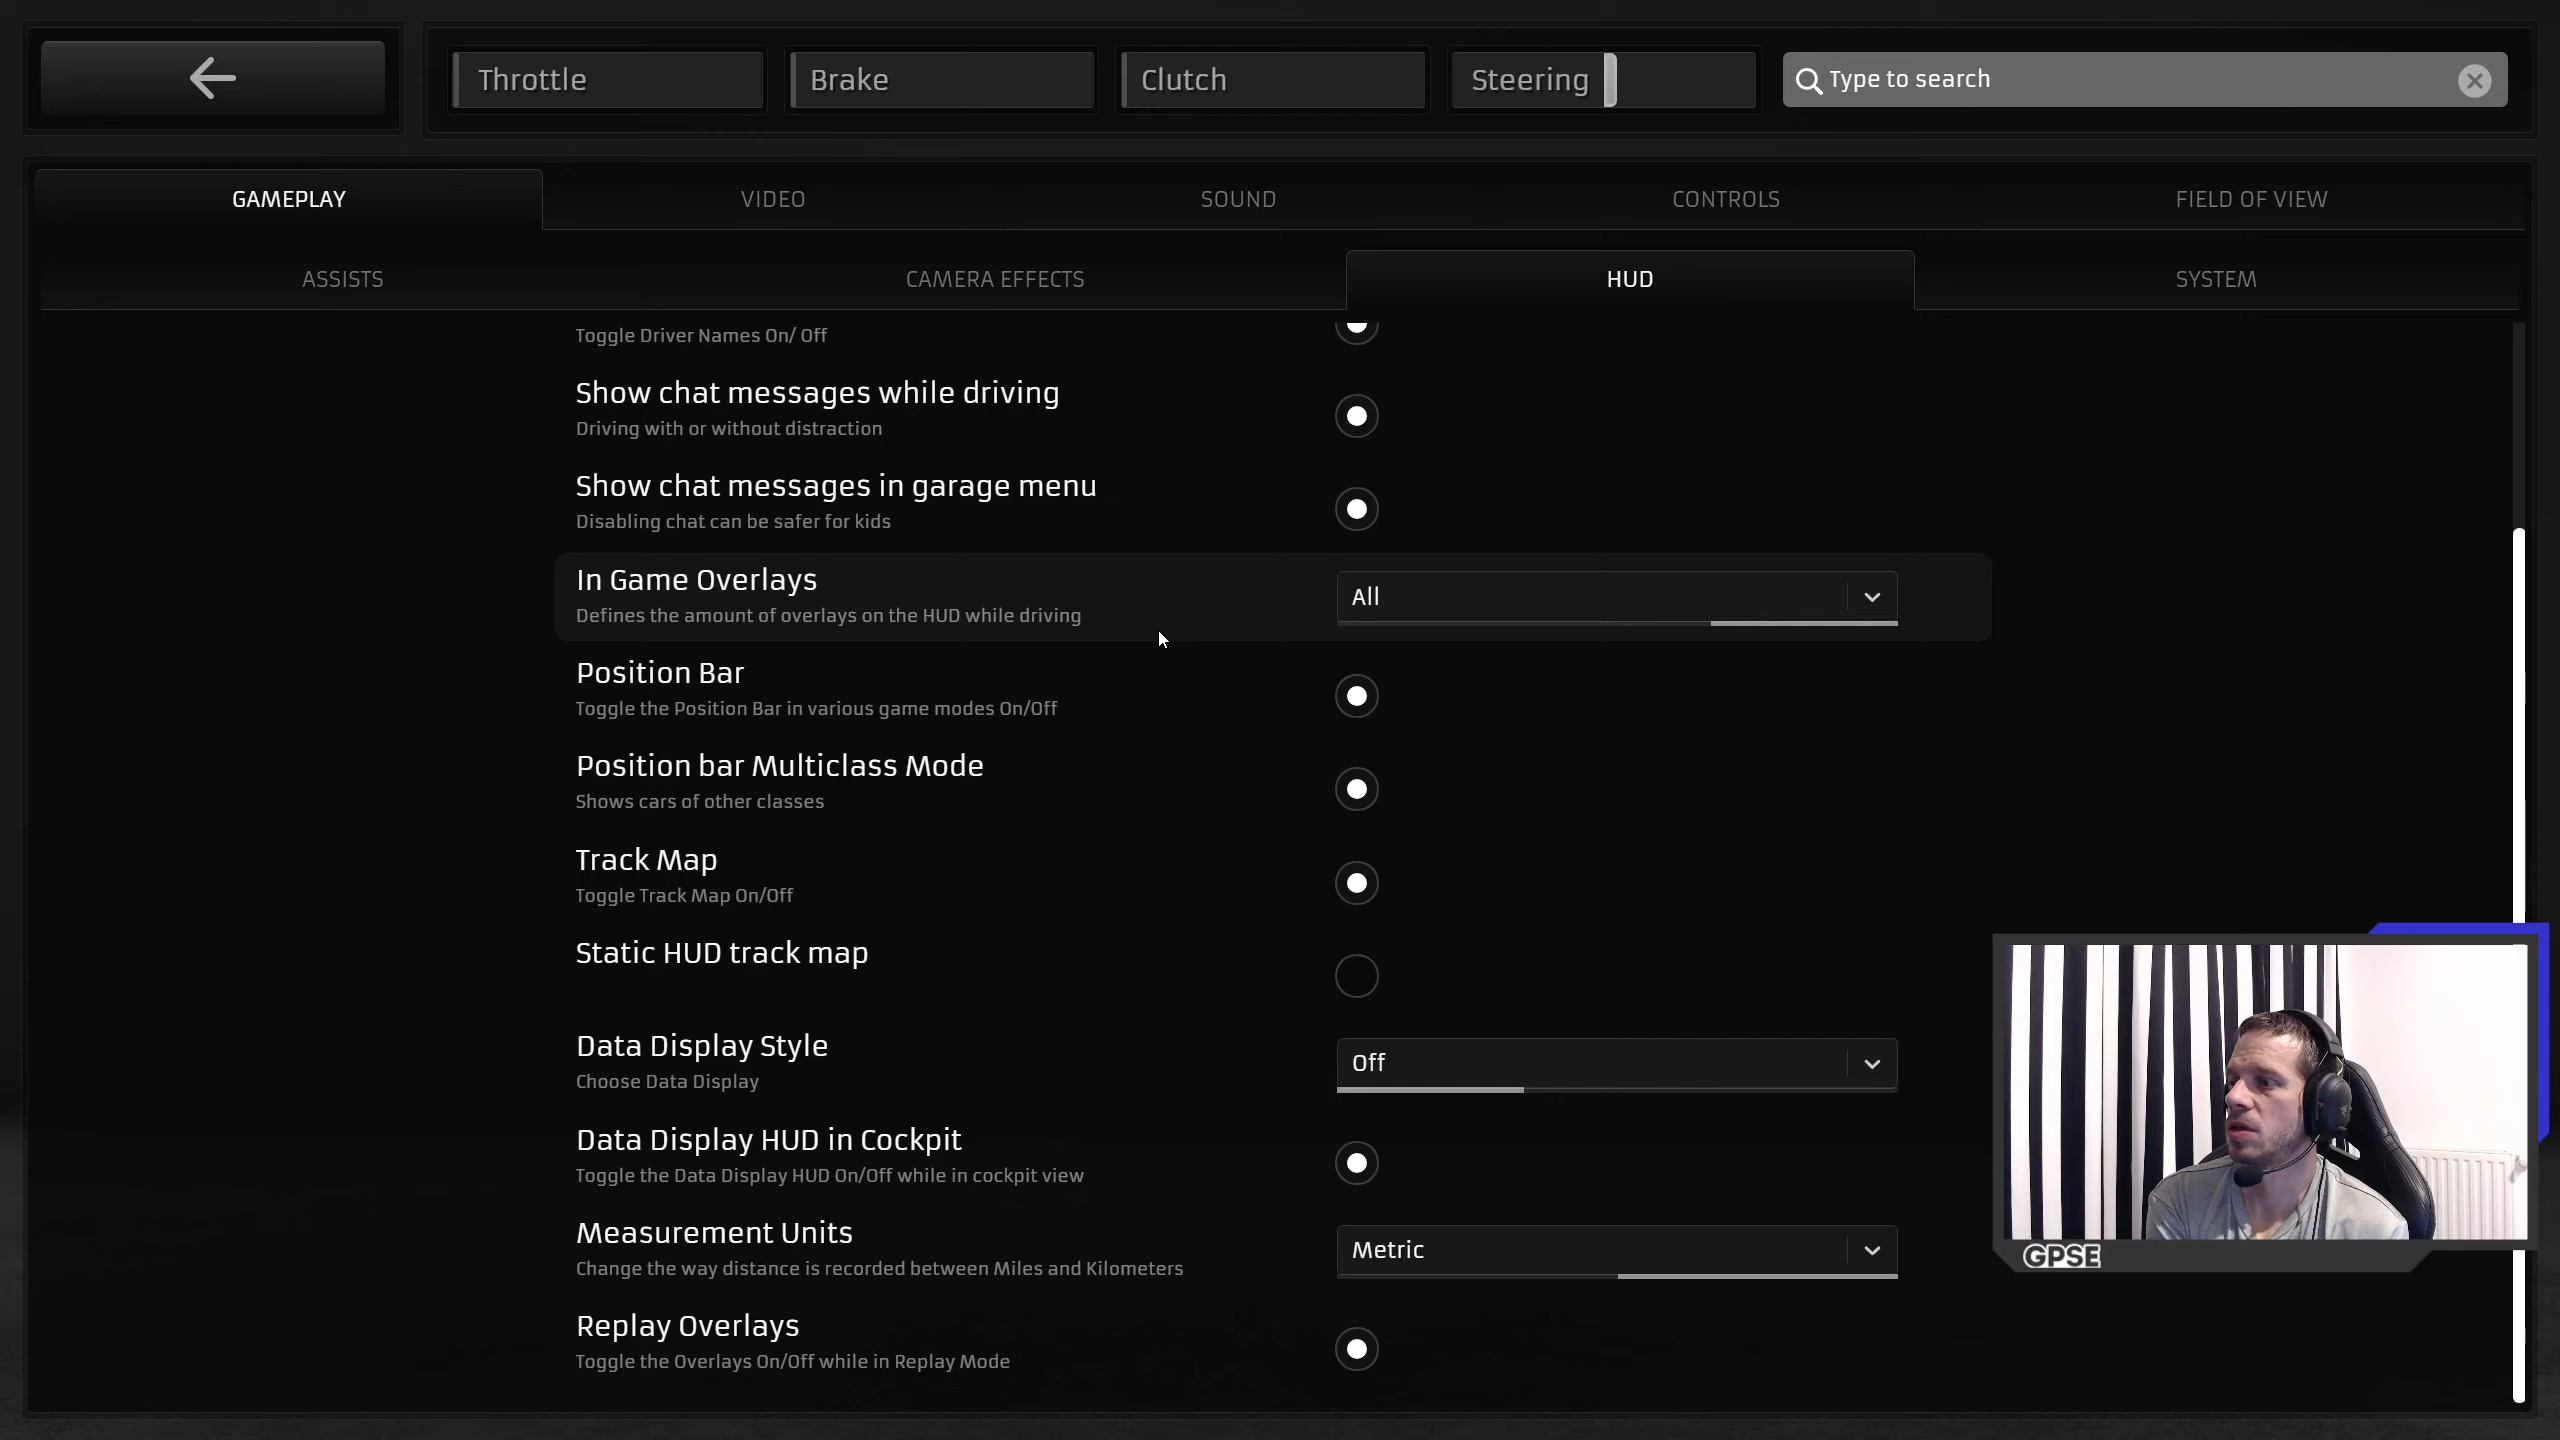 Throttle
Brake
Clutch
Steering
Type to search
GAMEPLAY
VIDEO
SOUND
CONTROLS
FIELD OF VIEW
ASSISTS
CAMERA EFFECTS
HUD
SYSTEM
Toggle Driver Names On/ Off
Show chat messages while driving
Driving with or without distraction
Show chat messages in garage menu
Disabling chat can be safer for kids
In Game Overlays
All
Defines the amount of overlays on the HUD while driving
Position Bar
Toggle the Position Bar in various game modes On/Off
Position bar Multiclass Mode
Shows cars of other classes
Track Map
Toggle Track Map On/Off
Static HUD track map
Data Display Style
Off
Choose Data Display
Data Display HUD in Cockpit
Toggle the Data Display HUD On/Off while in cockpit view
Measurement Units
Metric
Change the way distance is recorded between Miles and Kilometers
GPSE
Replay Overlays
Toggle the Overlays On/Off while in Replay Mode